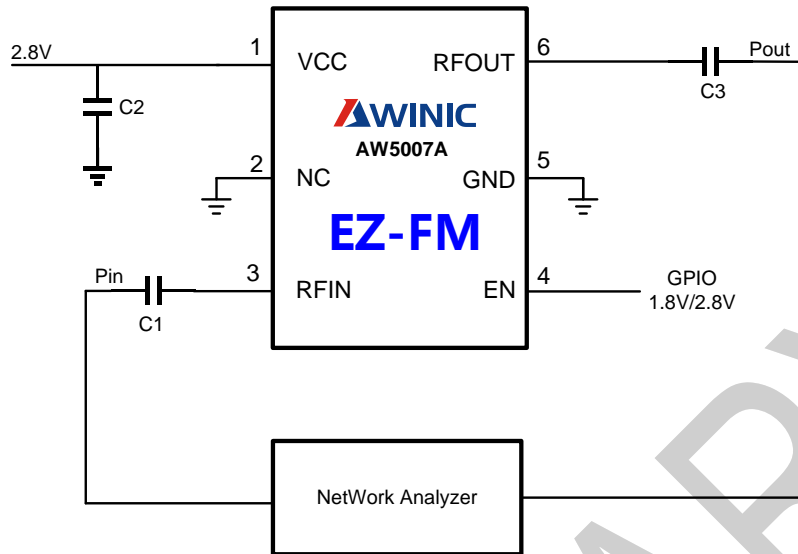 2.8V
1
VCC
RFOUT
6
Pout
C2
C3
AWINIC
AW5007A
2
NC
GND
5
EZ-FM
Pin
3
RFIN
EN
4
GPIO
1.8V/2.8V
C1
NetWork Analyzer